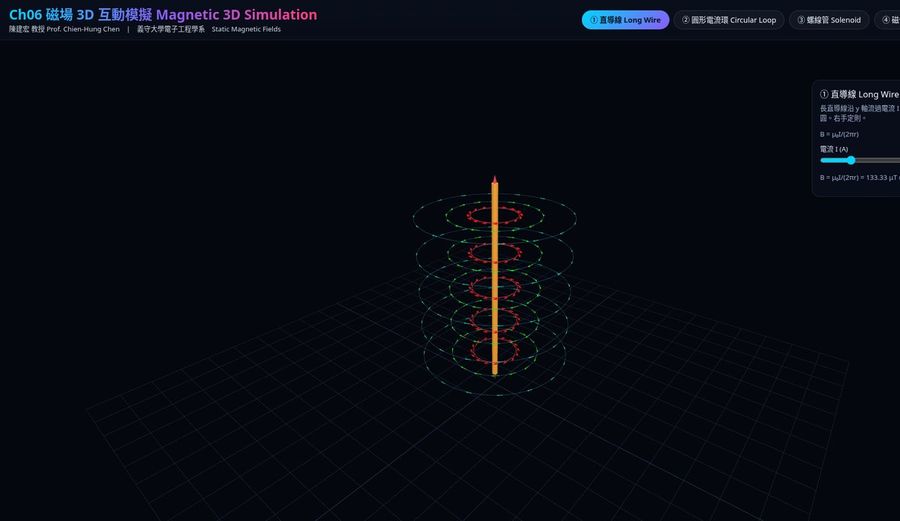 Ch06 磁場 3D 互動模擬 Magnetic 3D Simulation
陳建宏 教授 Prof. Chien-Hung Chen | 義守大學電子工程學系 Static Magnetic Fields
① 直導線 Long Wire
② 圓形電流環 Circular Loop
③ 螺線管 Solenoid
④ 磁
① 直導線 Long Wire
長直導線沿 y 軸流過電流 I
圓。右手定則。
B = μ₀I/(2πr)
電流 I (A)
B = μ₀I/(2πr) = 133.33 μT